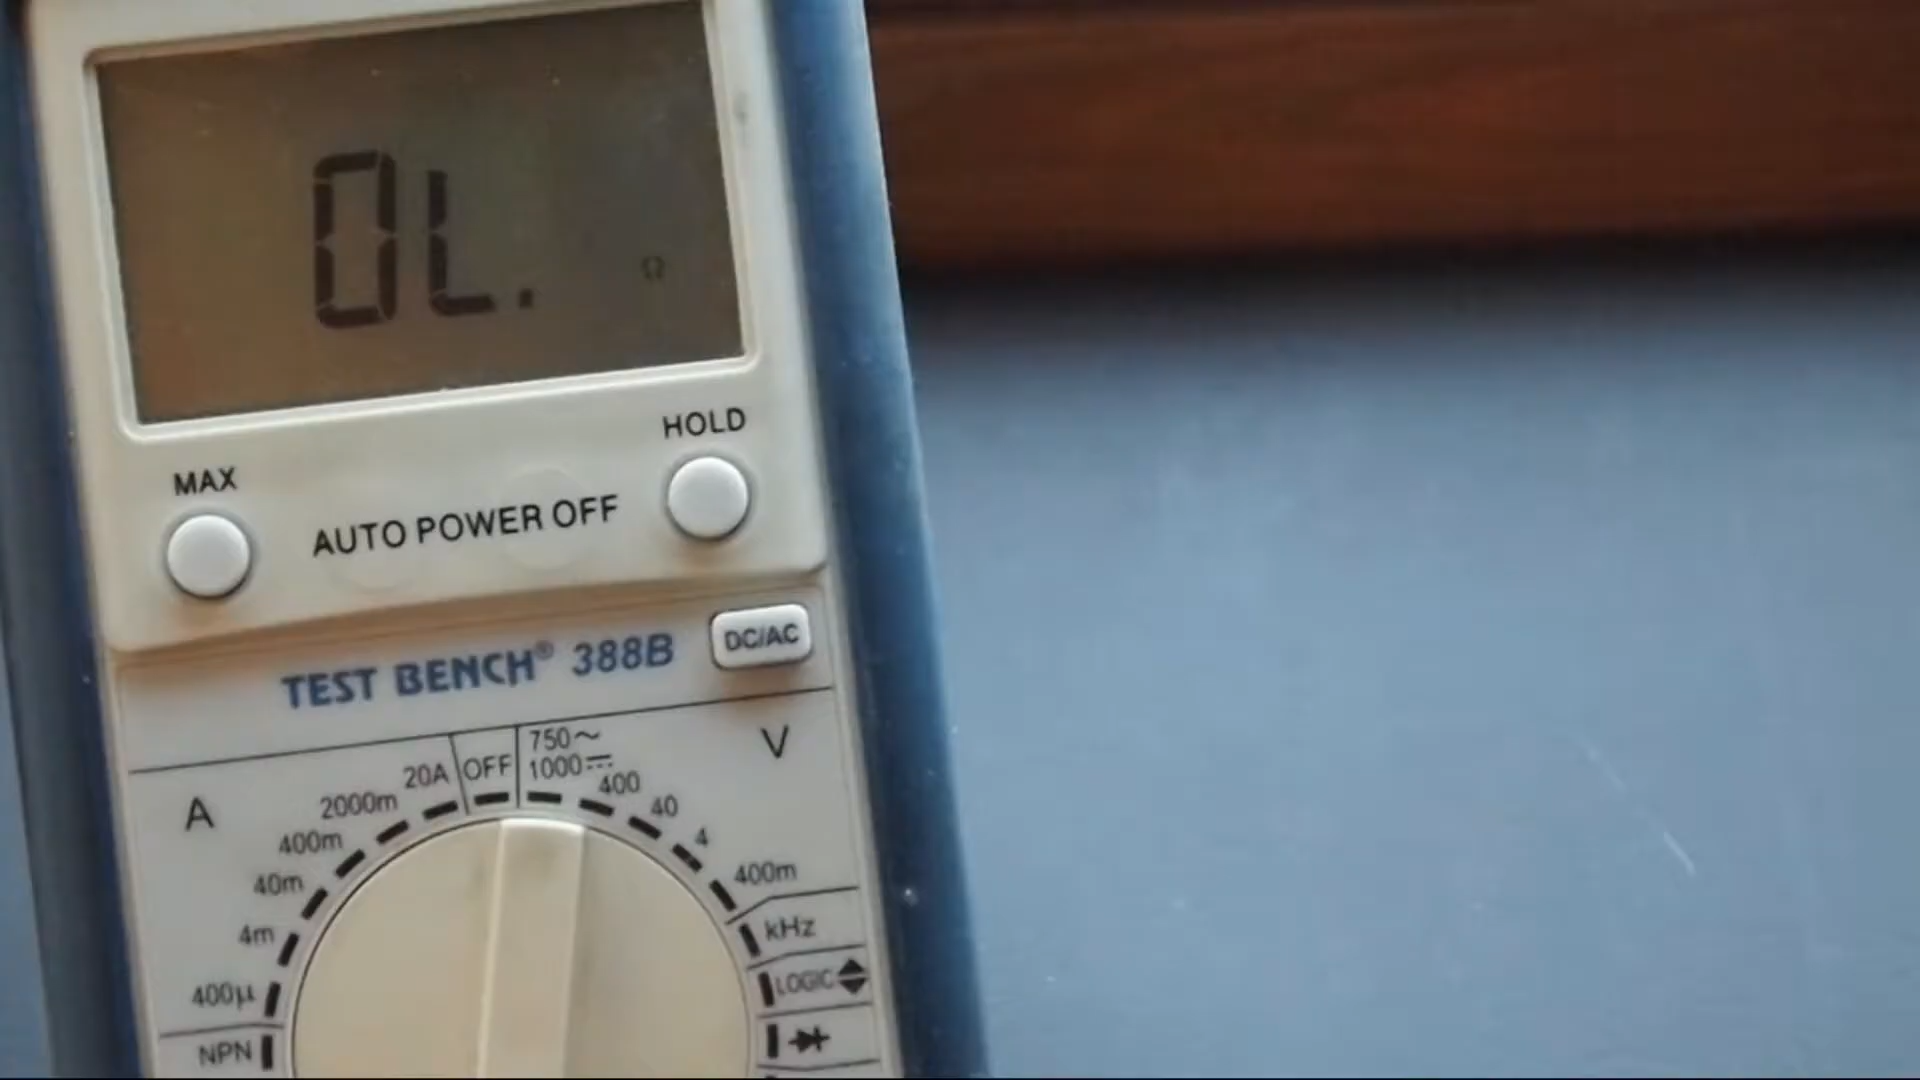 OL.
Ω
HOLD
MAX
AUTO POWER OFF
DC/AC
TEST BENCH® 388B
V
A
OFF
750~
1000⎓
400
40
4
400m
kHz
LOGIC
20A
2000m
400m
40m
4m
400µ
NPN